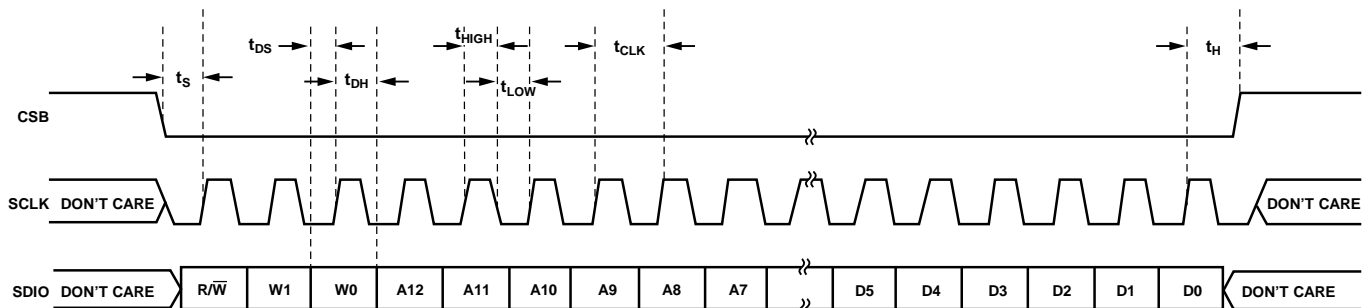 tDS
tHIGH
tCLK
tH
tS
tDH
tLOW
CSB
SCLK DON'T CARE
DON'T CARE
SDIO DON'T CARE R/W̅ W1 W0 A12 A11 A10 A9 A8 A7 D5 D4 D3 D2 D1 D0 DON'T CARE